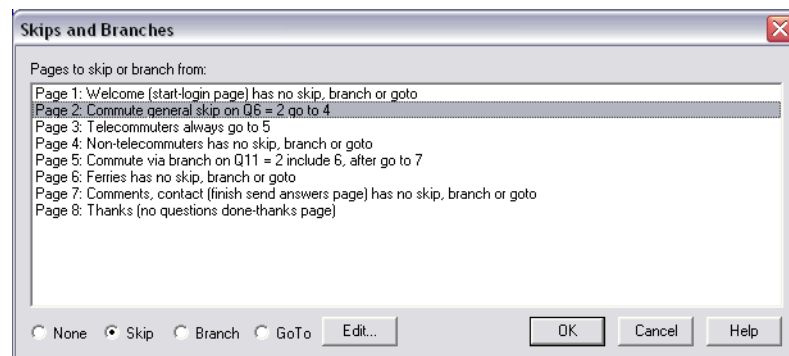 Skips and Branches
Pages to skip or branch from:
Page 1: Welcome (start-login page) has no skip, branch or goto
Page 2: Commute general skip on Q6 = 2 go to 4
Page 3: Telecommuters always go to 5
Page 4: Non-telecommuters has no skip, branch or goto
Page 5: Commute via branch on Q11 = 2 include 6, after go to 7
Page 6: Ferries has no skip, branch or goto
Page 7: Comments, contact (finish send answers page) has no skip, branch or goto
Page 8: Thanks (no questions done-thanks page)
None Skip Branch GoTo Edit... OK Cancel Help